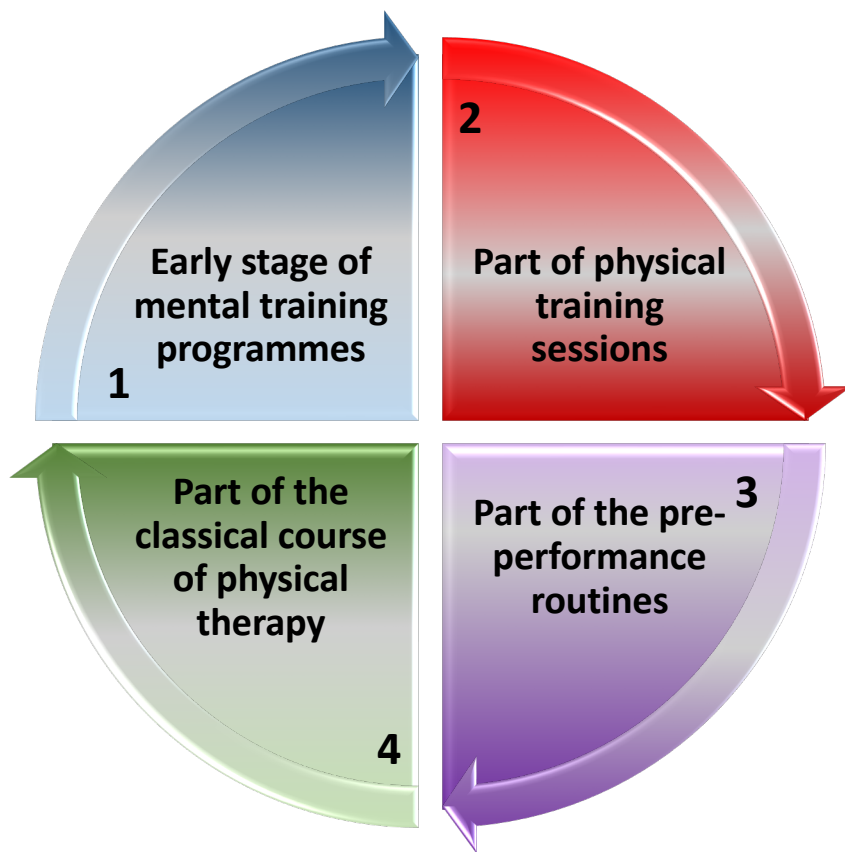 1
Early stage of
mental training
programmes
2
Part of physical
training
sessions
3
Part of the pre-
performance
routines
4
Part of the
classical course
of physical
therapy